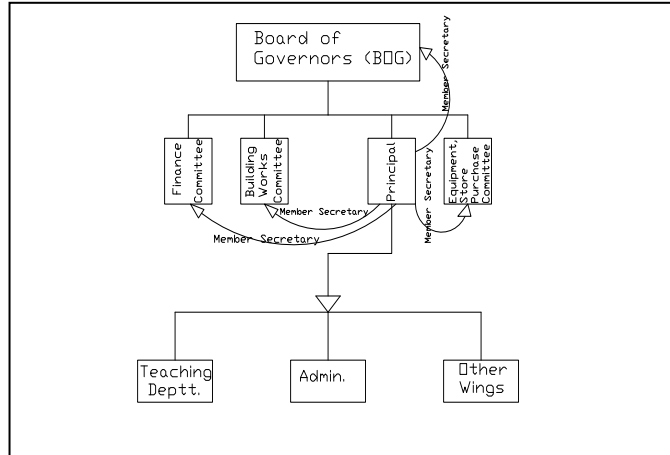 Board of
Governors (BOG)
Member Secretary
Finance
Committee
Building
Works
Committee
Principal
Member Secretary
Equipment,
Store
Purchase
Committee
Member Secretary
Member Secretary
Teaching
Deptt.
Admin.
Other
Wings